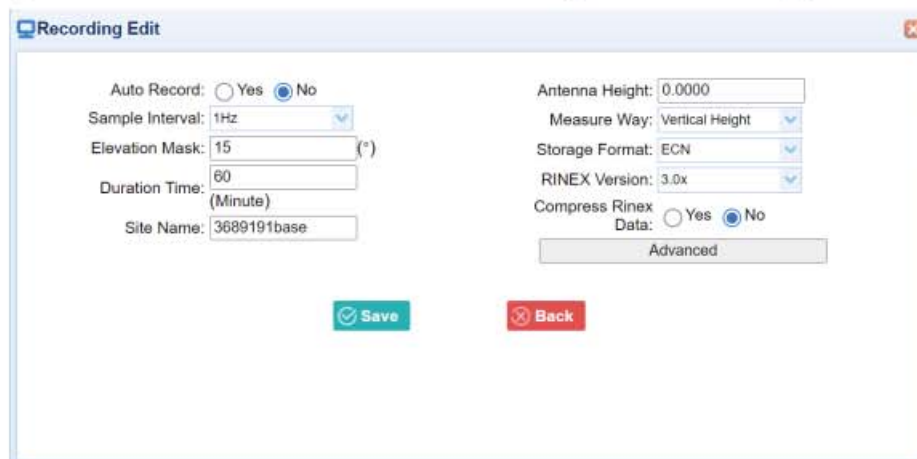 Recording Edit
Auto Record: Yes No
Sample Interval: 1Hz
Elevation Mask: 15 (°)
Duration Time: 60
(Minute)
Site Name: 3689191base
Antenna Height: 0.0000
Measure Way: Vertical Height
Storage Format: ECN
RINEX Version: 3.0x
Compress Rinex
Data: Yes No
Advanced
Save
Back